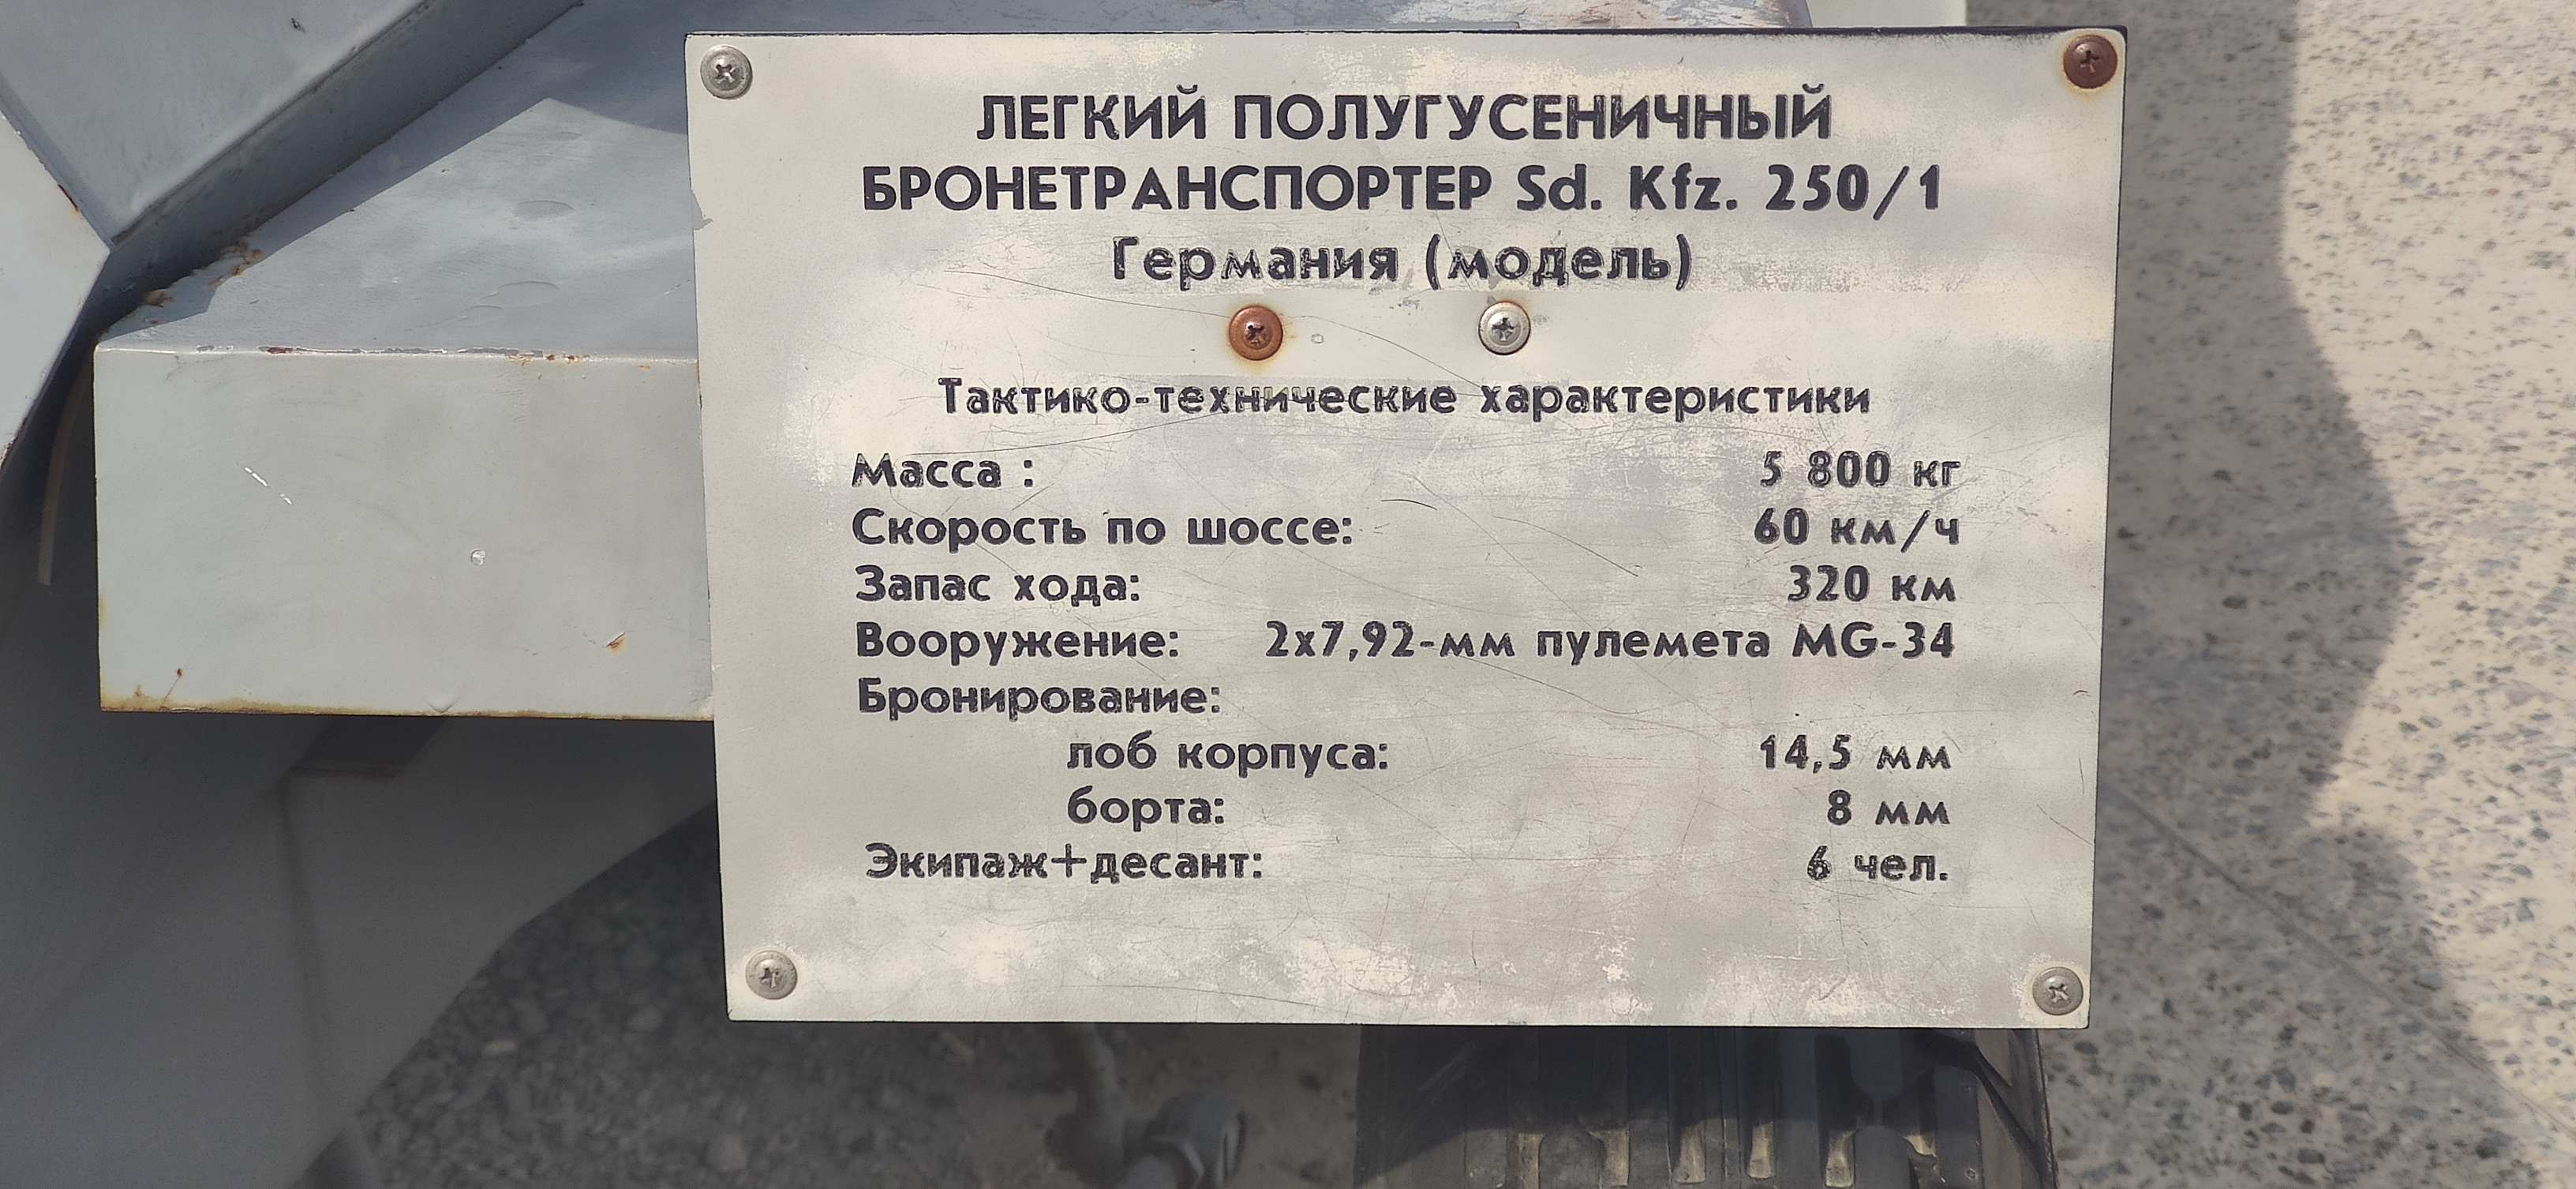 ЛЕГКИЙ ПОЛУГУСЕНИЧНЫЙ
БРОНЕТРАНСПОРТЕР Sd. Kfz. 250/1
Германия (модель)
Тактико-технические характеристики
Масса : 5 800 кг
Скорость по шоссе: 60 км/ч
Запас хода: 320 км
Вооружение: 2х7,92-мм пулемета MG-34
Бронирование:
лоб корпуса: 14,5 мм
борта: 8 мм
Экипаж+десант: 6 чел.